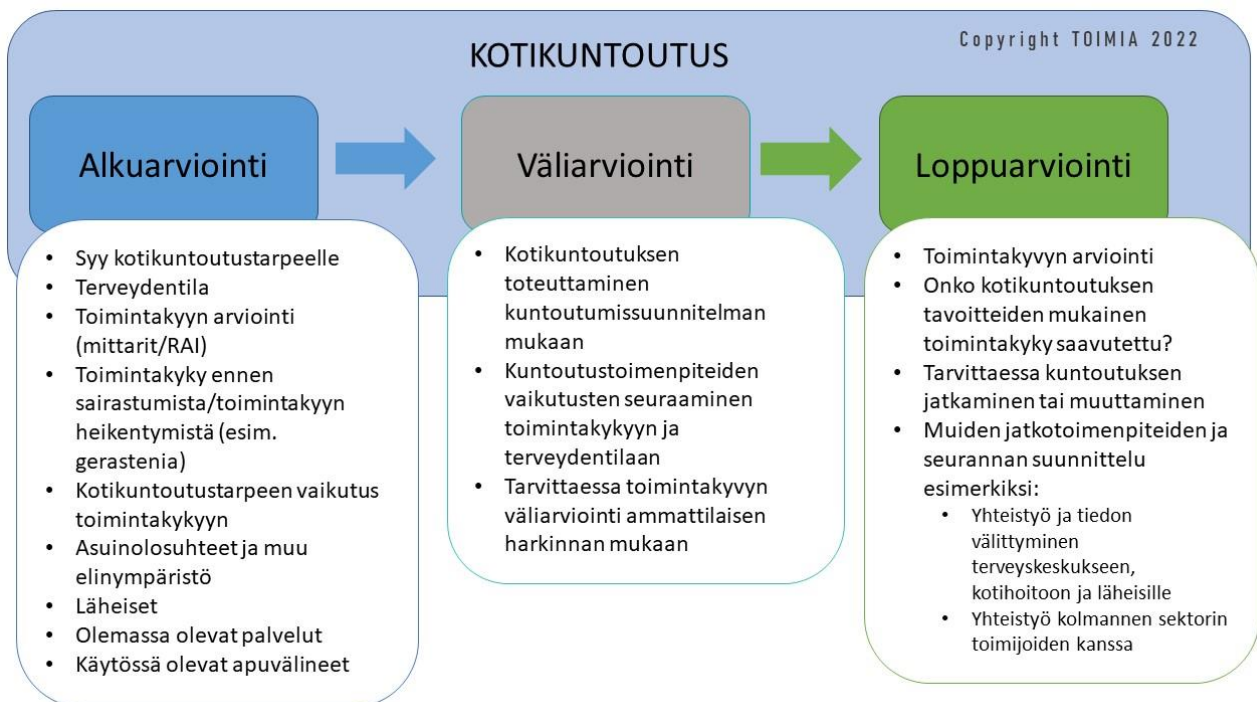 Copyright TOIMIA 2022
KOTIKUNTOUTUS
Alkuarviointi
• Syy kotikuntoutustarpeelle
• Terveydentila
• Toimintakyyn arviointi
(mittarit/RAI)
• Toimintakyky ennen
sairastumista/toimintakyyn
heikentymistä (esim.
gerastenia)
• Kotikuntoutustarpeen vaikutus
toimintakykyyn
• Asuinolosuhteet ja muu
elinympäristö
• Läheiset
• Olemassa olevat palvelut
• Käytössä olevat apuvälineet
Väliarviointi
• Kotikuntoutuksen
toteuttaminen
kuntoutumissuunnitelman
mukaan
• Kuntoutustoimenpiteiden
vaikutusten seuraaminen
toimintakykyyn ja
terveydentilaan
• Tarvittaessa toimintakyvyn
väliarviointi ammattilaisen
harkinnan mukaan
Loppuarviointi
• Toimintakyvyn arviointi
• Onko kotikuntoutuksen
tavoitteiden mukainen
toimintakyky saavutettu?
• Tarvittaessa kuntoutuksen
jatkaminen tai muuttaminen
• Muiden jatkotoimenpiteiden ja
seurannan suunnittelu
esimerkiksi:
• Yhteistyö ja tiedon
välittyminen
terveyskeskukseen,
kotihoitoon ja läheisille
• Yhteistyö kolmannen sektorin
toimijoiden kanssa